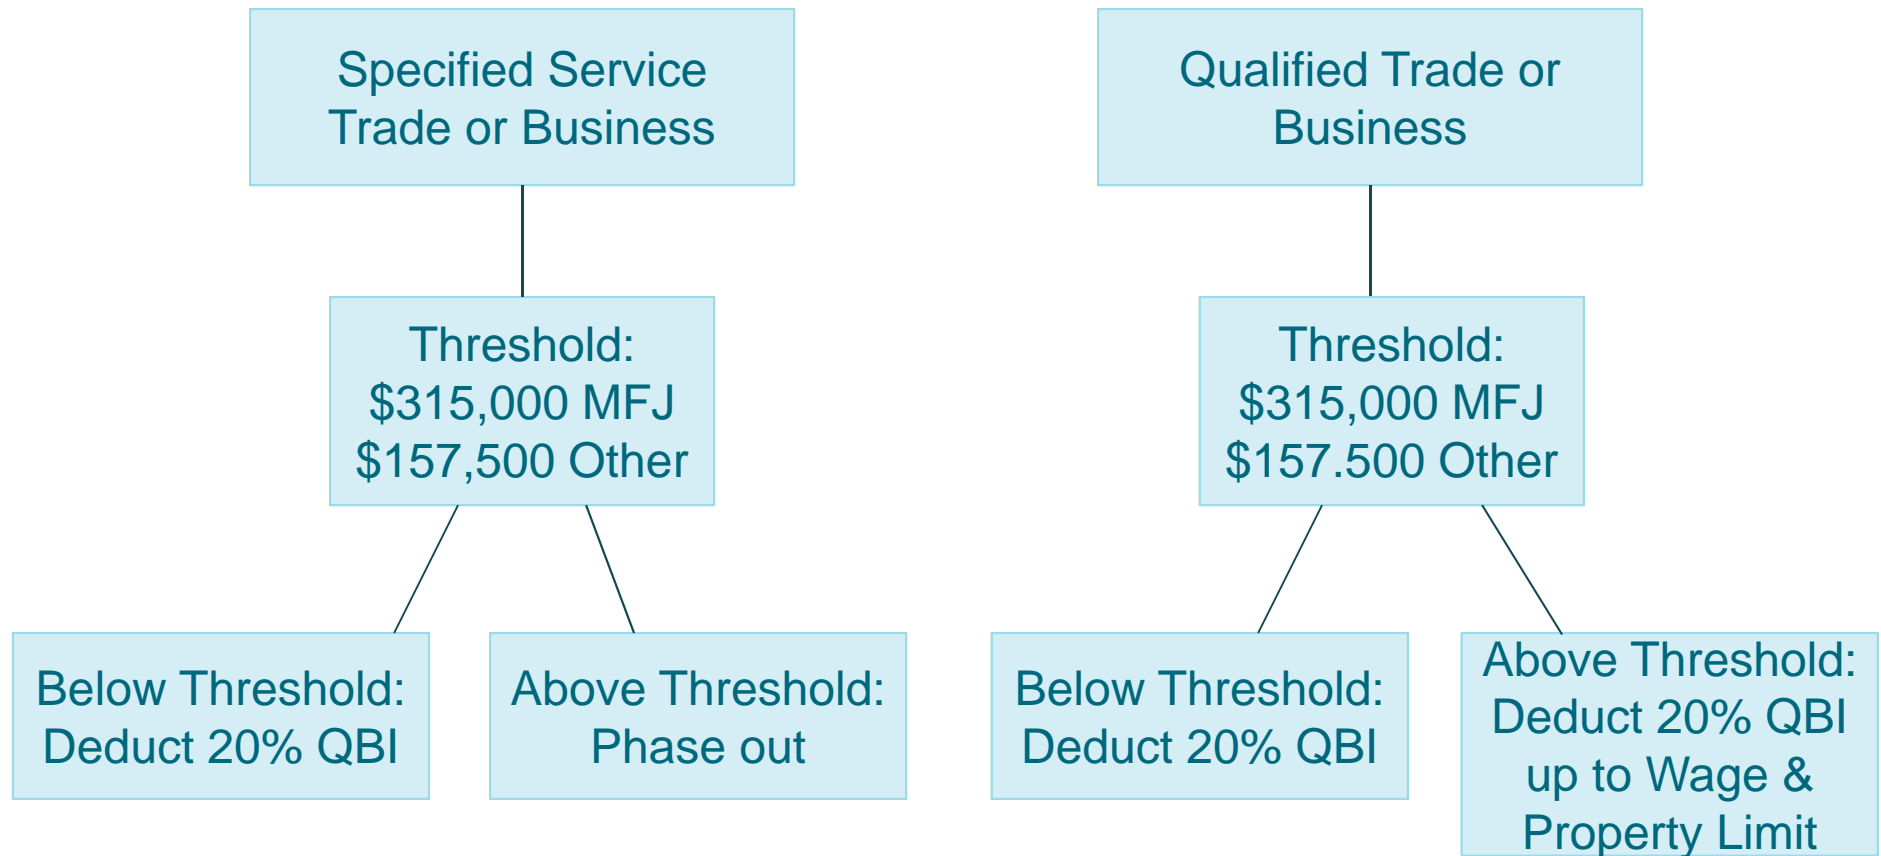 Specified Service
Trade or Business
Qualified Trade or
Business
Threshold:
$315,000 MFJ
$157,500 Other
Threshold:
$315,000 MFJ
$157.500 Other
Below Threshold:
Deduct 20% QBI
Above Threshold:
Phase out
Below Threshold:
Deduct 20% QBI
Above Threshold:
Deduct 20% QBI
up to Wage &
Property Limit